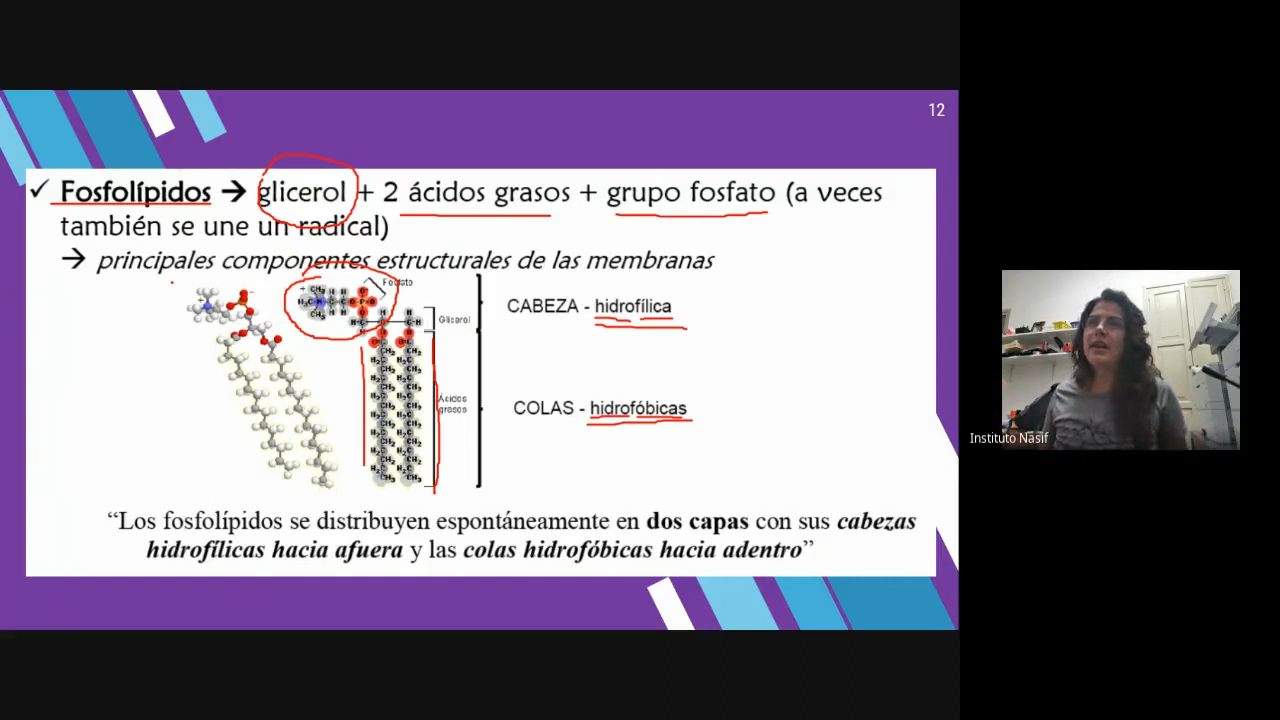 12
✓ Fosfolípidos → glicerol + 2 ácidos grasos + grupo fosfato (a veces
también se une un radical)
→ principales componentes estructurales de las membranas
Fosfato
CABEZA - hidrofílica
Glicerol
Ácidos
grasos
COLAS - hidrofóbicas
“Los fosfolípidos se distribuyen espontáneamente en dos capas con sus cabezas
hidrofílicas hacia afuera y las colas hidrofóbicas hacia adentro”
Instituto Nasif